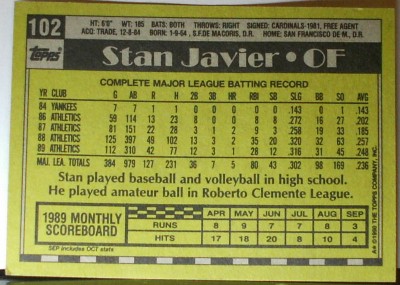 102
HT: 6'0" WT: 185 BATS: BOTH THROWS: RIGHT SIGNED: CARDINALS-1981, FREE AGENT
ACQ: TRADE, 12-8-84 BORN: 1-9-64, S.F.DE MACORIS, D.R. HOME: SAN FRANCISCO DE M., D.R.
TOPPS Stan Javier • OF
COMPLETE MAJOR LEAGUE BATTING RECORD
YR CLUB G AB R H 2B 3B HR RBI SB SLG BB SO AVG
84 YANKEES 7 7 1 1 0 0 0 0 0 .143 0 1 .143
86 ATHLETICS 59 114 13 23 8 0 0 8 8 .272 16 27 .202
87 ATHLETICS 81 151 22 28 3 1 2 9 3 .258 19 33 .185
88 ATHLETICS 125 397 49 102 13 3 2 35 20 .320 32 63 .257
89 ATHLETICS 112 310 42 77 12 3 1 28 12 .316 31 45 .248
MAJ. LEA. TOTALS 384 979 127 231 36 7 5 80 43 .302 98 169 .236
Stan played baseball and volleyball in high school.
He played amateur ball in Roberto Clemente League.
1989 MONTHLY SCOREBOARD
APR MAY JUN JUL AUG SEP
RUNS 8 9 7 7 8 3
HITS 17 18 20 8 10 4
SEP includes OCT stats
A※ © 1990 THE TOPPS COMPANY, INC.